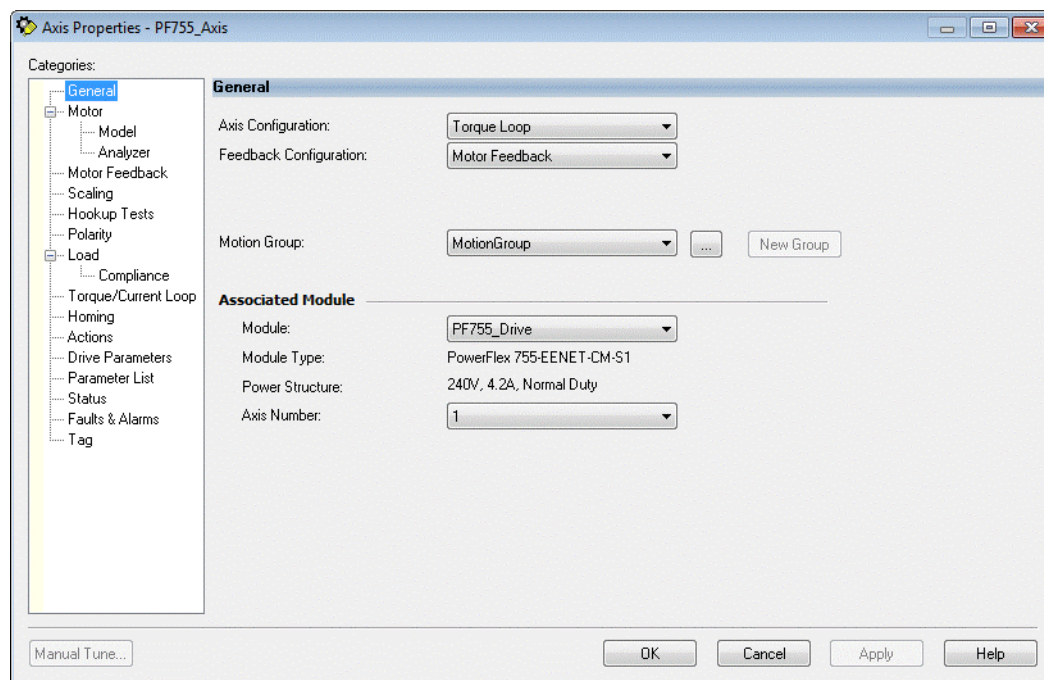 Axis Properties - PF755_Axis
Categories:
General
Motor
Model
Analyzer
Motor Feedback
Scaling
Hookup Tests
Polarity
Load
Compliance
Torque/Current Loop
Homing
Actions
Drive Parameters
Parameter List
Status
Faults & Alarms
Tag
General
Axis Configuration: Torque Loop
Feedback Configuration: Motor Feedback
Motion Group: MotionGroup ... New Group
Associated Module
Module: PF755_Drive
Module Type: PowerFlex 755-EENET-CM-S1
Power Structure: 240V, 4.2A, Normal Duty
Axis Number: 1
Manual Tune... OK Cancel Apply Help